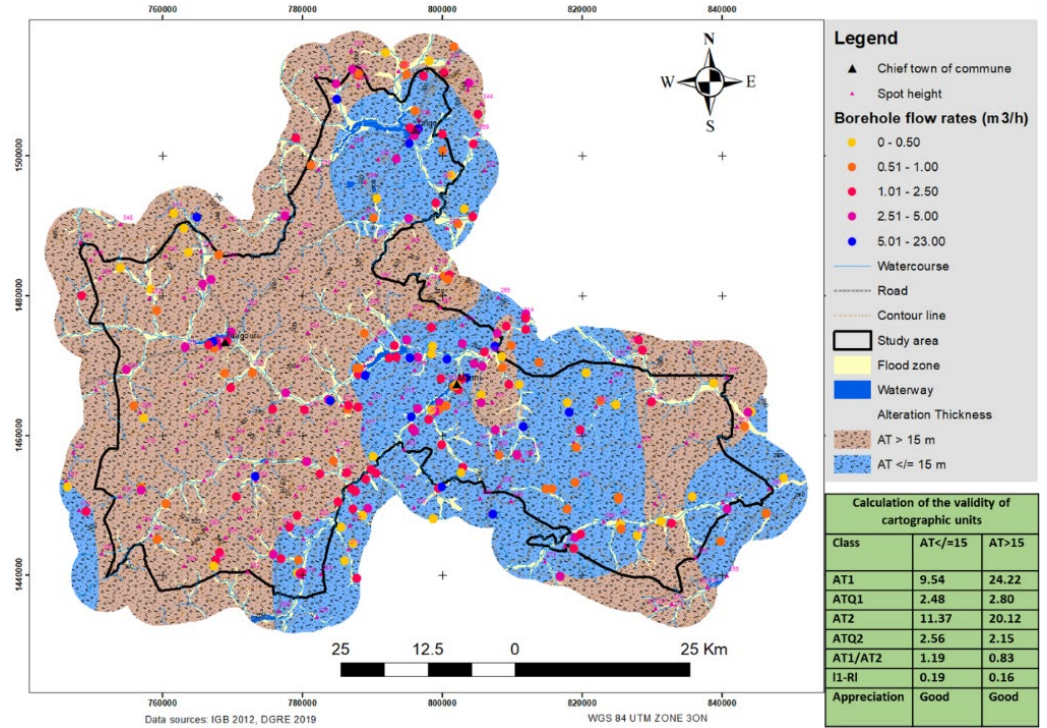 760000
780000
800000
820000
N
W
E
S
1500000
1480000
1460000
1440000
760000
780000
800000
820000
840000
25
12.5
0
25 Km
Data sources: IGB 2012, DGRE 2019
WGS 84 UTM ZONE 3ON
Legend
Chief town of commune
Spot height
Borehole flow rates (m3/h)
0 - 0.50
0.51 - 1.00
1.01 - 2.50
2.51 - 5.00
5.01 - 23.00
Watercourse
Road
Contour line
Study area
Flood zone
Waterway
Alteration Thickness
AT > 15 m
AT </= 15 m
Calculation of the validity of
cartographic units
Class AT</=15 AT>15
AT1 9.54 24.22
ATQ1 2.48 2.80
AT2 11.37 20.12
ATQ2 2.56 2.15
AT1/AT2 1.19 0.83
I1-RI 0.19 0.16
Appreciation Good Good